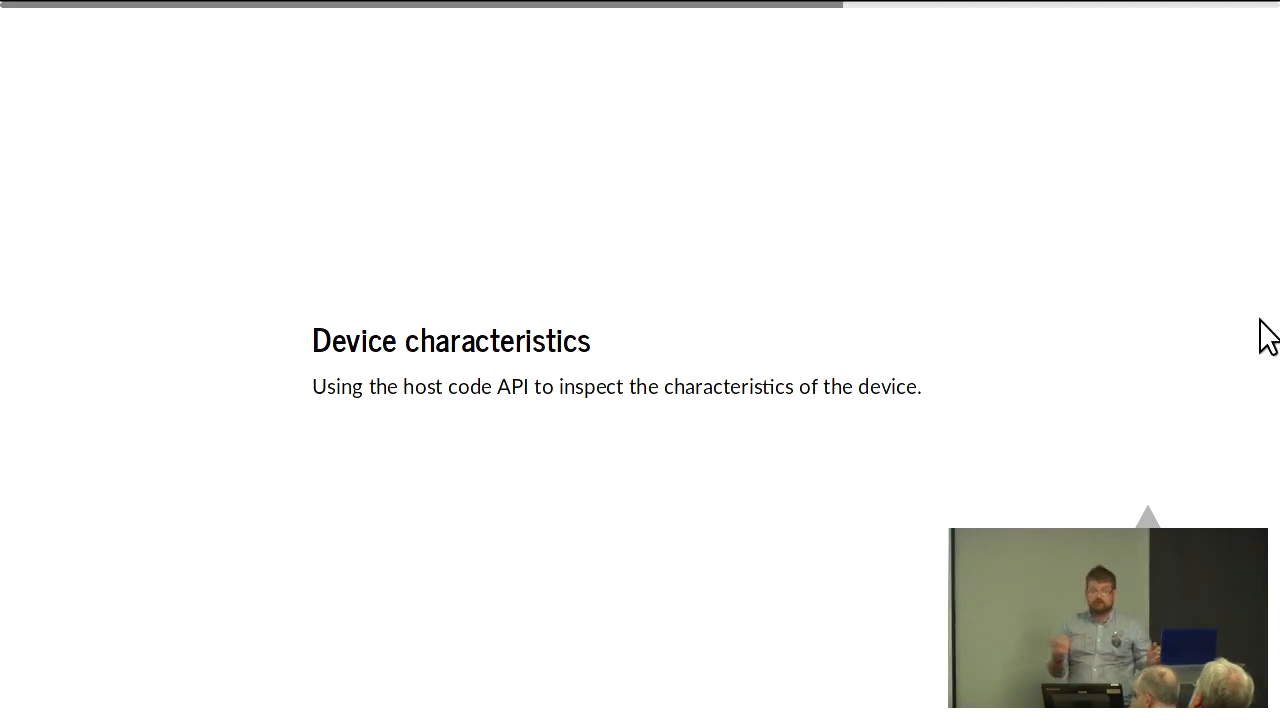 Device characteristics
Using the host code API to inspect the characteristics of the device.